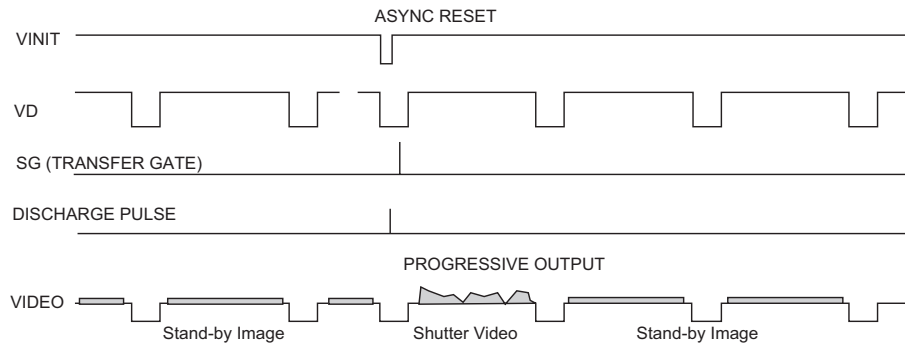 ASYNC RESET
VINIT
VD
SG (TRANSFER GATE)
DISCHARGE PULSE
PROGRESSIVE OUTPUT
VIDEO
Stand-by Image Shutter Video Stand-by Image